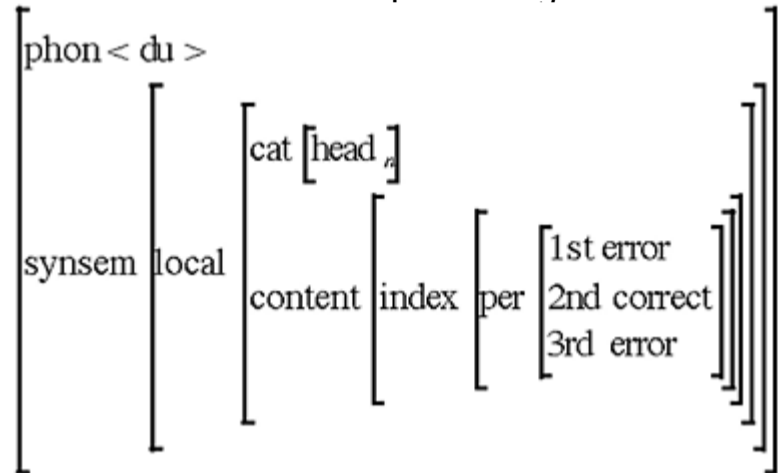 phon < du >
cat [head n]
1st error
synsem local
content index per 2nd correct
3rd error